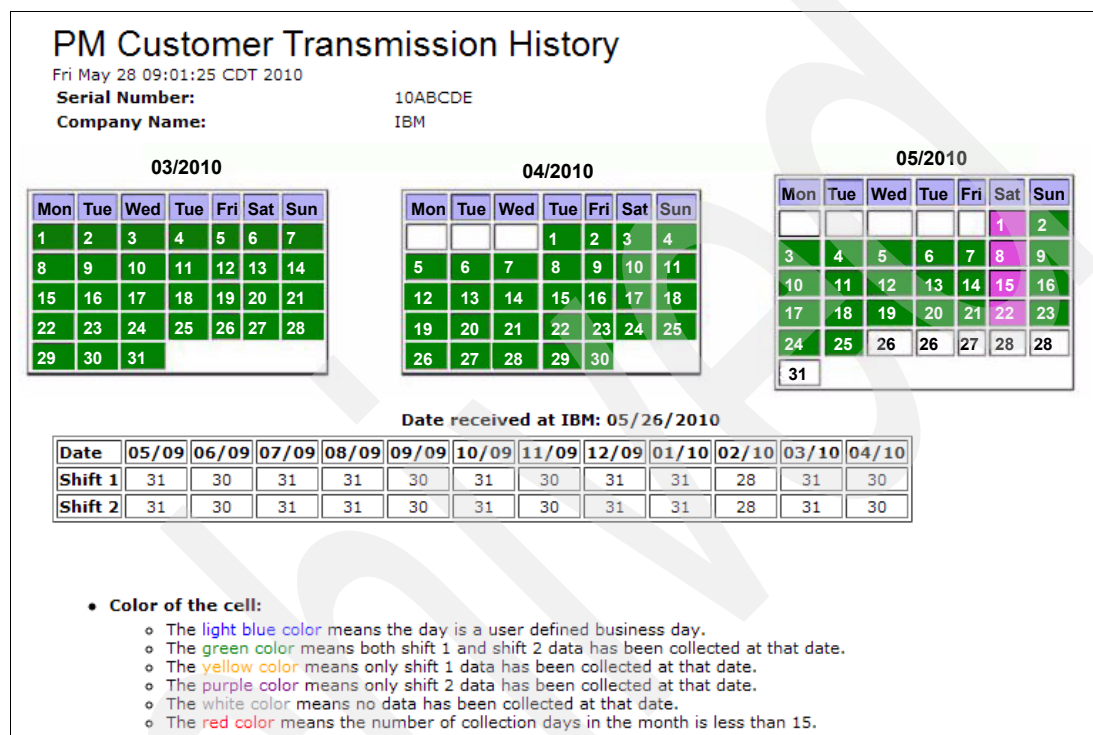 PM Customer Transmission History
Fri May 28 09:01:25 CDT 2010
Serial Number: 10ABCDE
Company Name: IBM
03/2010
Mon Tue Wed Tue Fri Sat Sun
1 2 3 4 5 6 7
8 9 10 11 12 13 14
15 16 17 18 19 20 21
22 23 24 25 26 27 28
29 30 31
04/2010
Mon Tue Wed Tue Fri Sat Sun
1 2 3 4
5 6 7 8 9 10 11
12 13 14 15 16 17 18
19 20 21 22 23 24 25
26 27 28 29 30
05/2010
Mon Tue Wed Tue Fri Sat Sun
1 2
3 4 5 6 7 8 9
10 11 12 13 14 15 16
17 18 19 20 21 22 23
24 25 26 26 27 28 28
31
Date received at IBM: 05/26/2010
Date 05/09 06/09 07/09 08/09 09/09 10/09 11/09 12/09 01/10 02/10 03/10 04/10
Shift 1 31 30 31 31 30 31 30 31 31 28 31 30
Shift 2 31 30 31 31 30 31 30 31 31 28 31 30
• Color of the cell:
◦ The light blue color means the day is a user defined business day.
◦ The green color means both shift 1 and shift 2 data has been collected at that date.
◦ The yellow color means only shift 1 data has been collected at that date.
◦ The purple color means only shift 2 data has been collected at that date.
◦ The white color means no data has been collected at that date.
◦ The red color means the number of collection days in the month is less than 15.